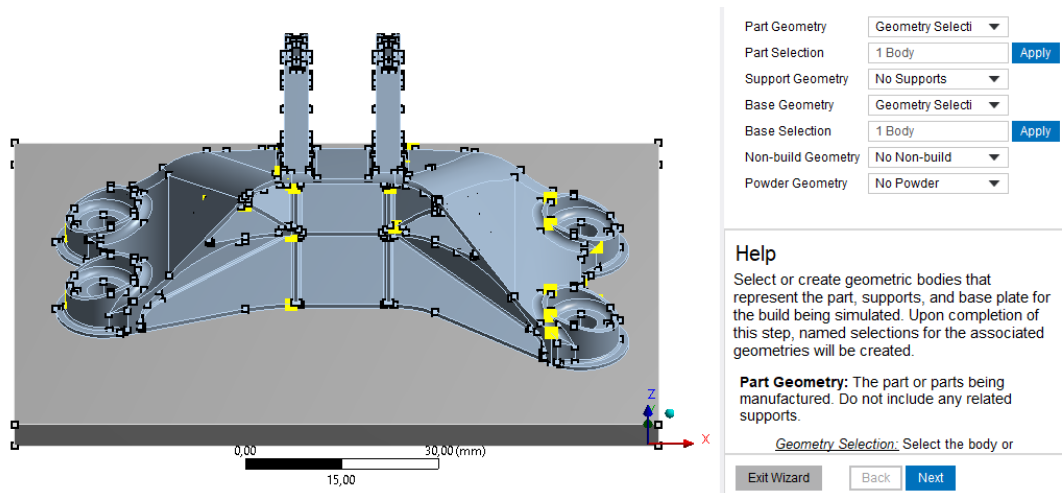 Part Geometry Geometry Selecti
Part Selection 1 Body Apply
Support Geometry No Supports
Base Geometry Geometry Selecti
Base Selection 1 Body Apply
Non-build Geometry No Non-build
Powder Geometry No Powder
Help
Select or create geometric bodies that
represent the part, supports, and base plate for
the build being simulated. Upon completion of
this step, named selections for the associated
geometries will be created.
Part Geometry: The part or parts being
manufactured. Do not include any related
supports.
Geometry Selection: Select the body or
Exit Wizard Back Next
Z
X
0,00 30,00 (mm)
15,00